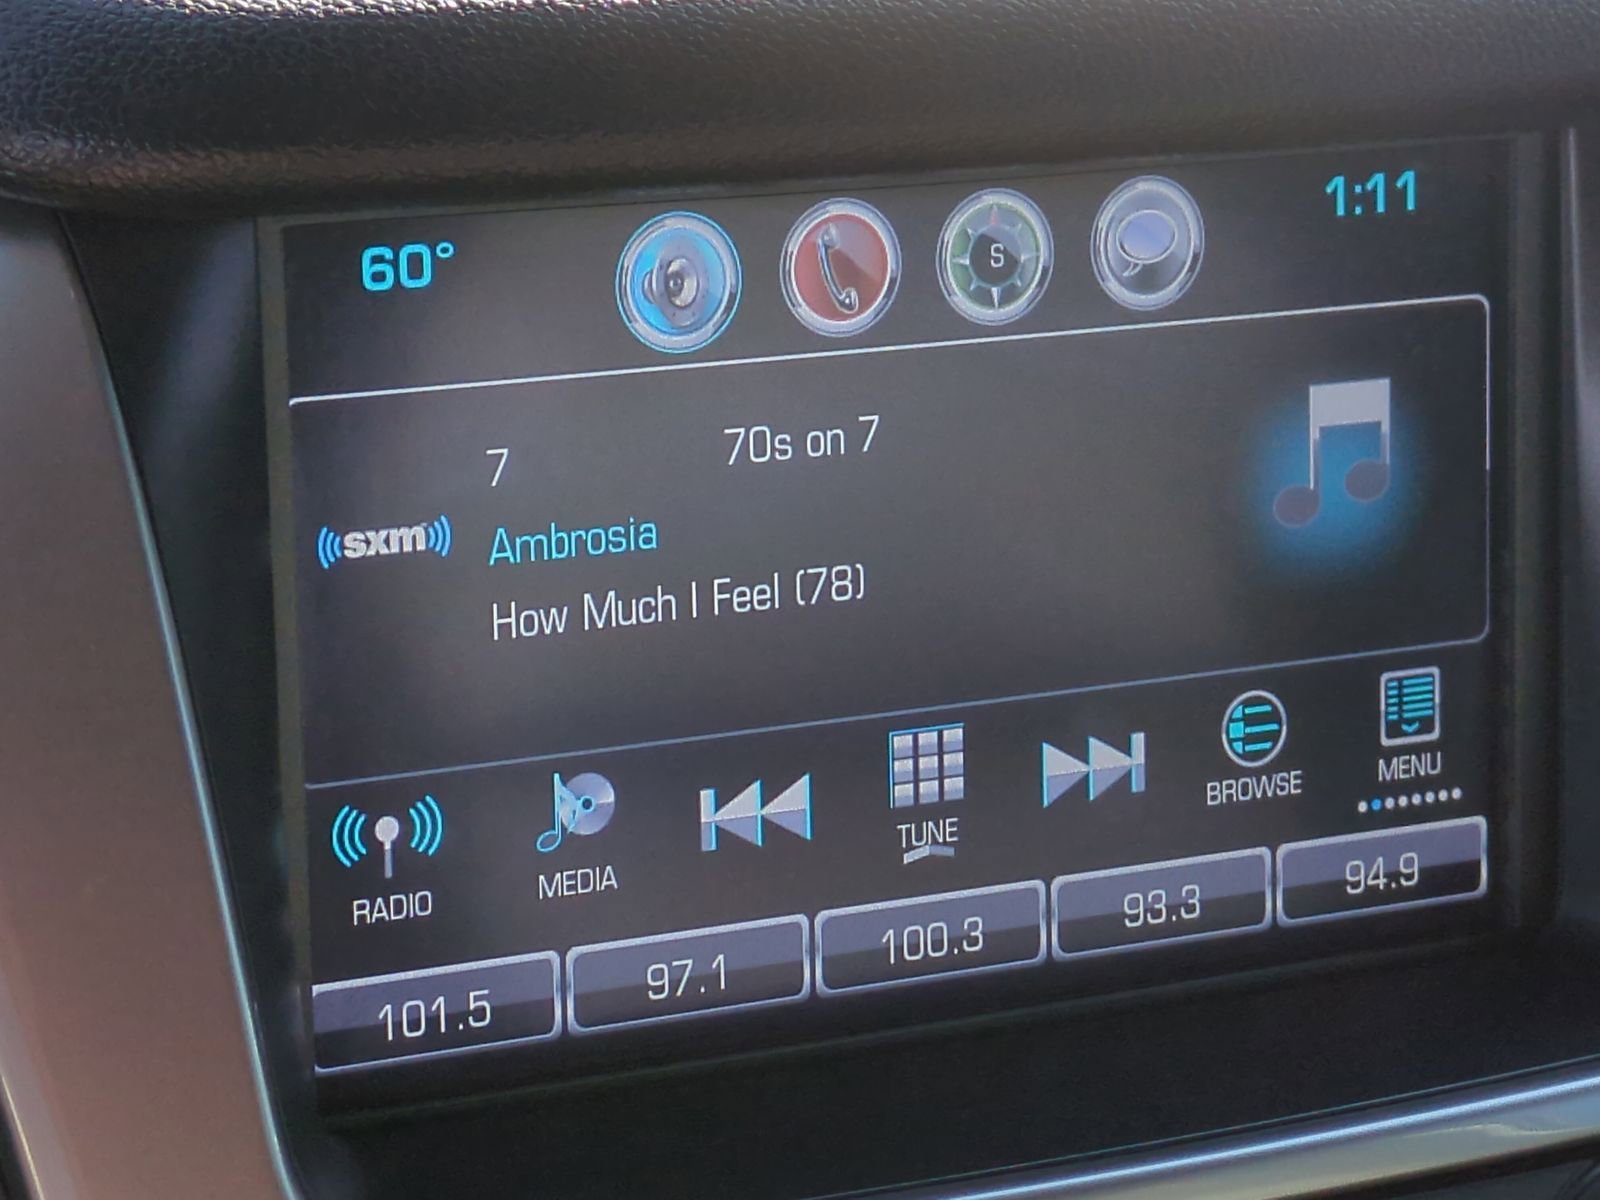 60°
S
1:11
7
70s on 7
sxm
Ambrosia
How Much I Feel (78)
RADIO
MEDIA
TUNE
BROWSE
MENU
101.5
97.1
100.3
93.3
94.9